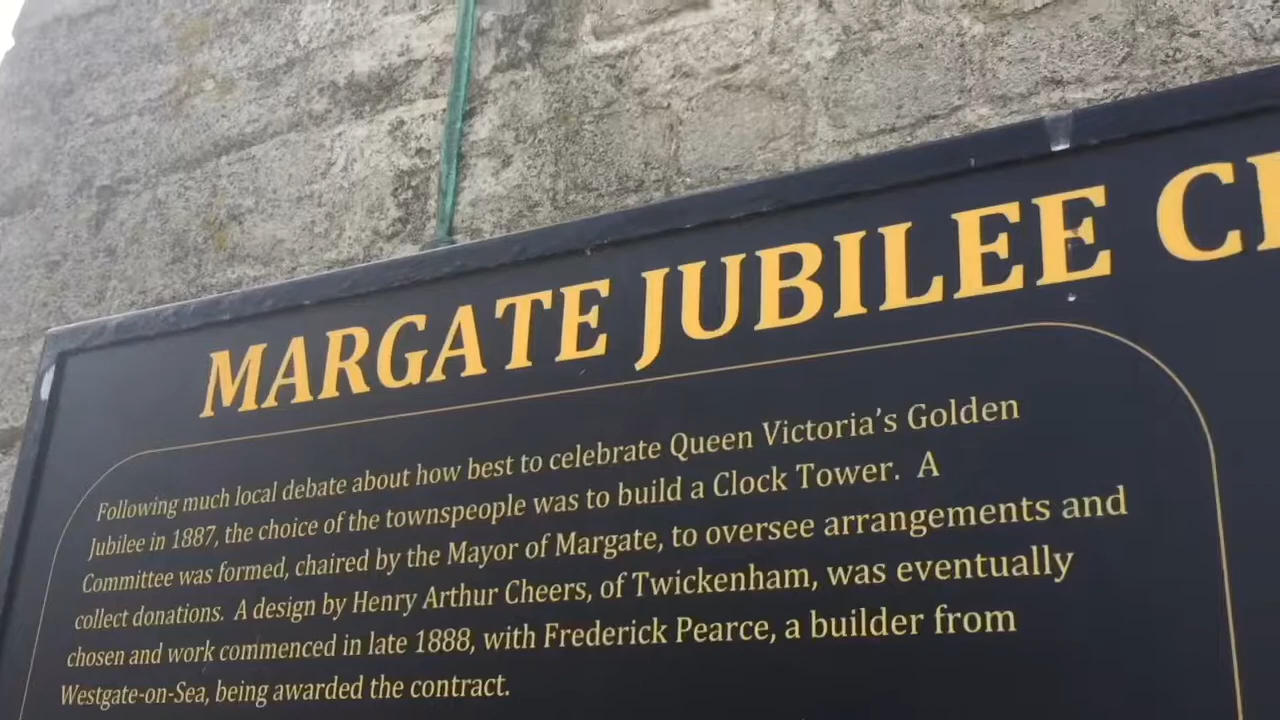 MARGATE JUBILEE
Following much local debate about how best to celebrate Queen Victoria's Golden
Jubilee in 1887, the choice of the townspeople was to build a Clock Tower. A
Committee was formed, chaired by the Mayor of Margate, to oversee arrangements and
collect donations. A design by Henry Arthur Cheers, of Twickenham, was eventually
chosen and work commenced in late 1888, with Frederick Pearce, a builder from
Westgate-on-Sea, being awarded the contract.